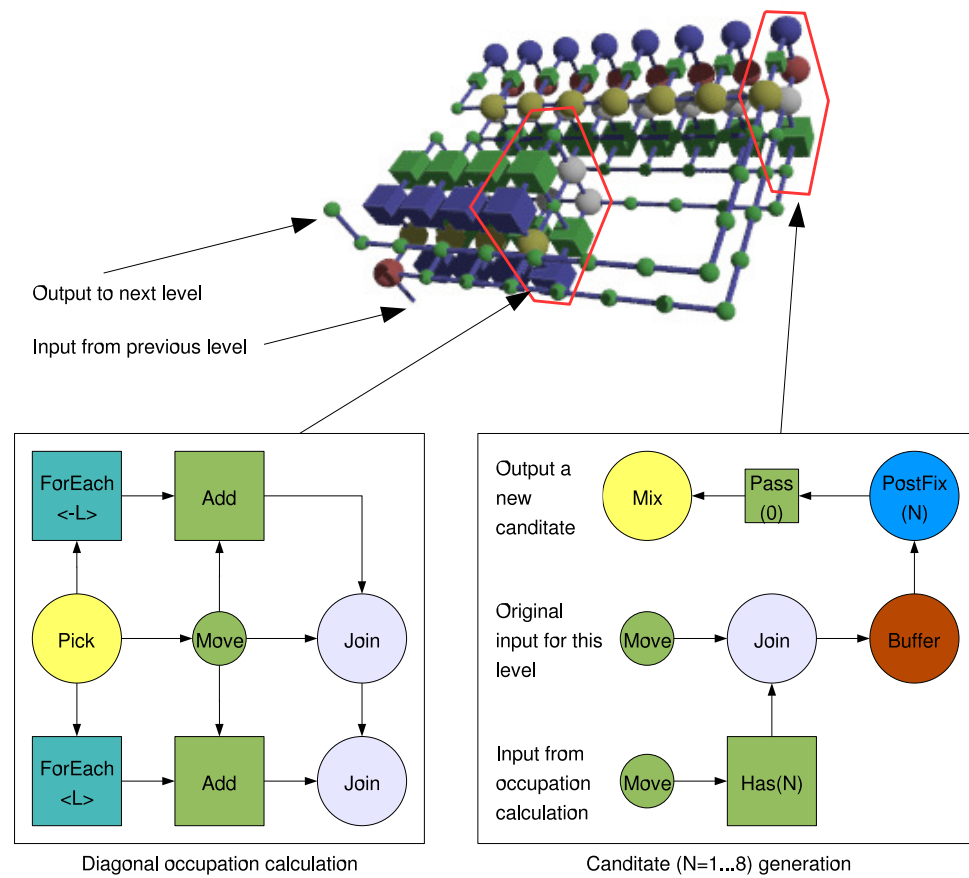 Output to next level
Input from previous level
ForEach
<-L>
Add
Pick
Move
Join
ForEach
<L>
Add
Join
Diagonal occupation calculation
Output a
new
canditate
Mix
Pass
(0)
PostFix
(N)
Original
input for this
level
Move
Join
Buffer
Input from
occupation
calculation
Move
Has(N)
Canditate (N=1...8) generation